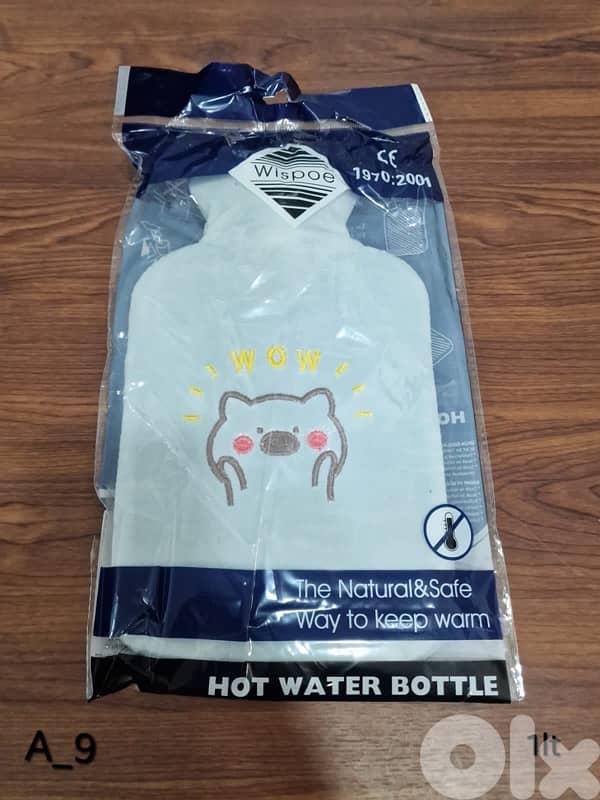 CE
1970:2001
Wispoe
WOW
The Natural&Safe
Way to keep warm
HOT WATER BOTTLE
A_9
1lt
Olx